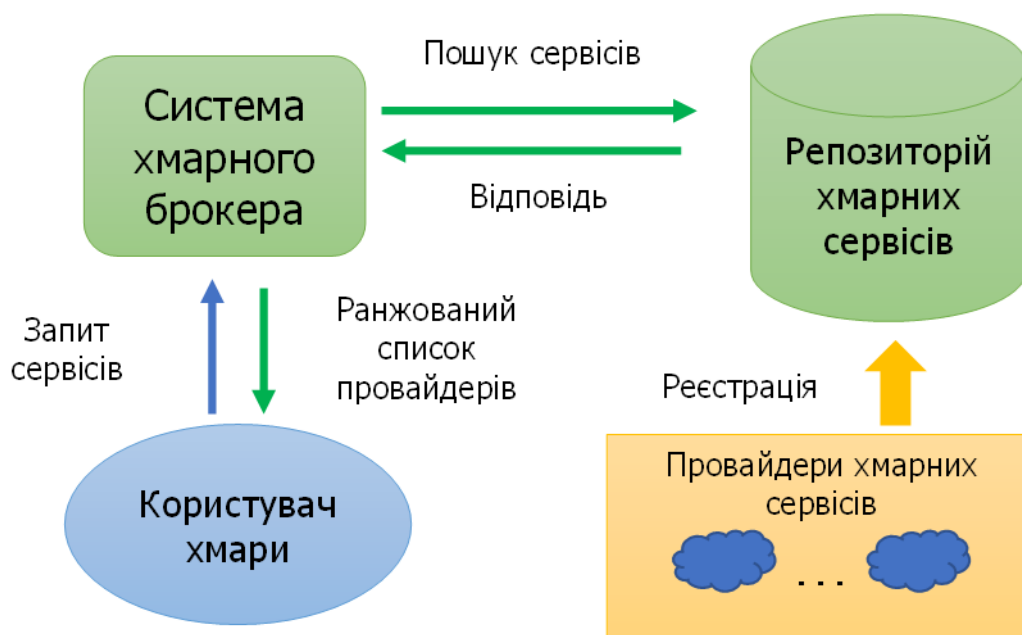 Система
хмарного
брокера
Пошук сервісів
Відповідь
Репозиторій
хмарних
сервісів
Запит
сервісів
Ранжований
список
провайдерів
Реєстрація
Користувач
хмари
Провайдери хмарних
сервісів
...